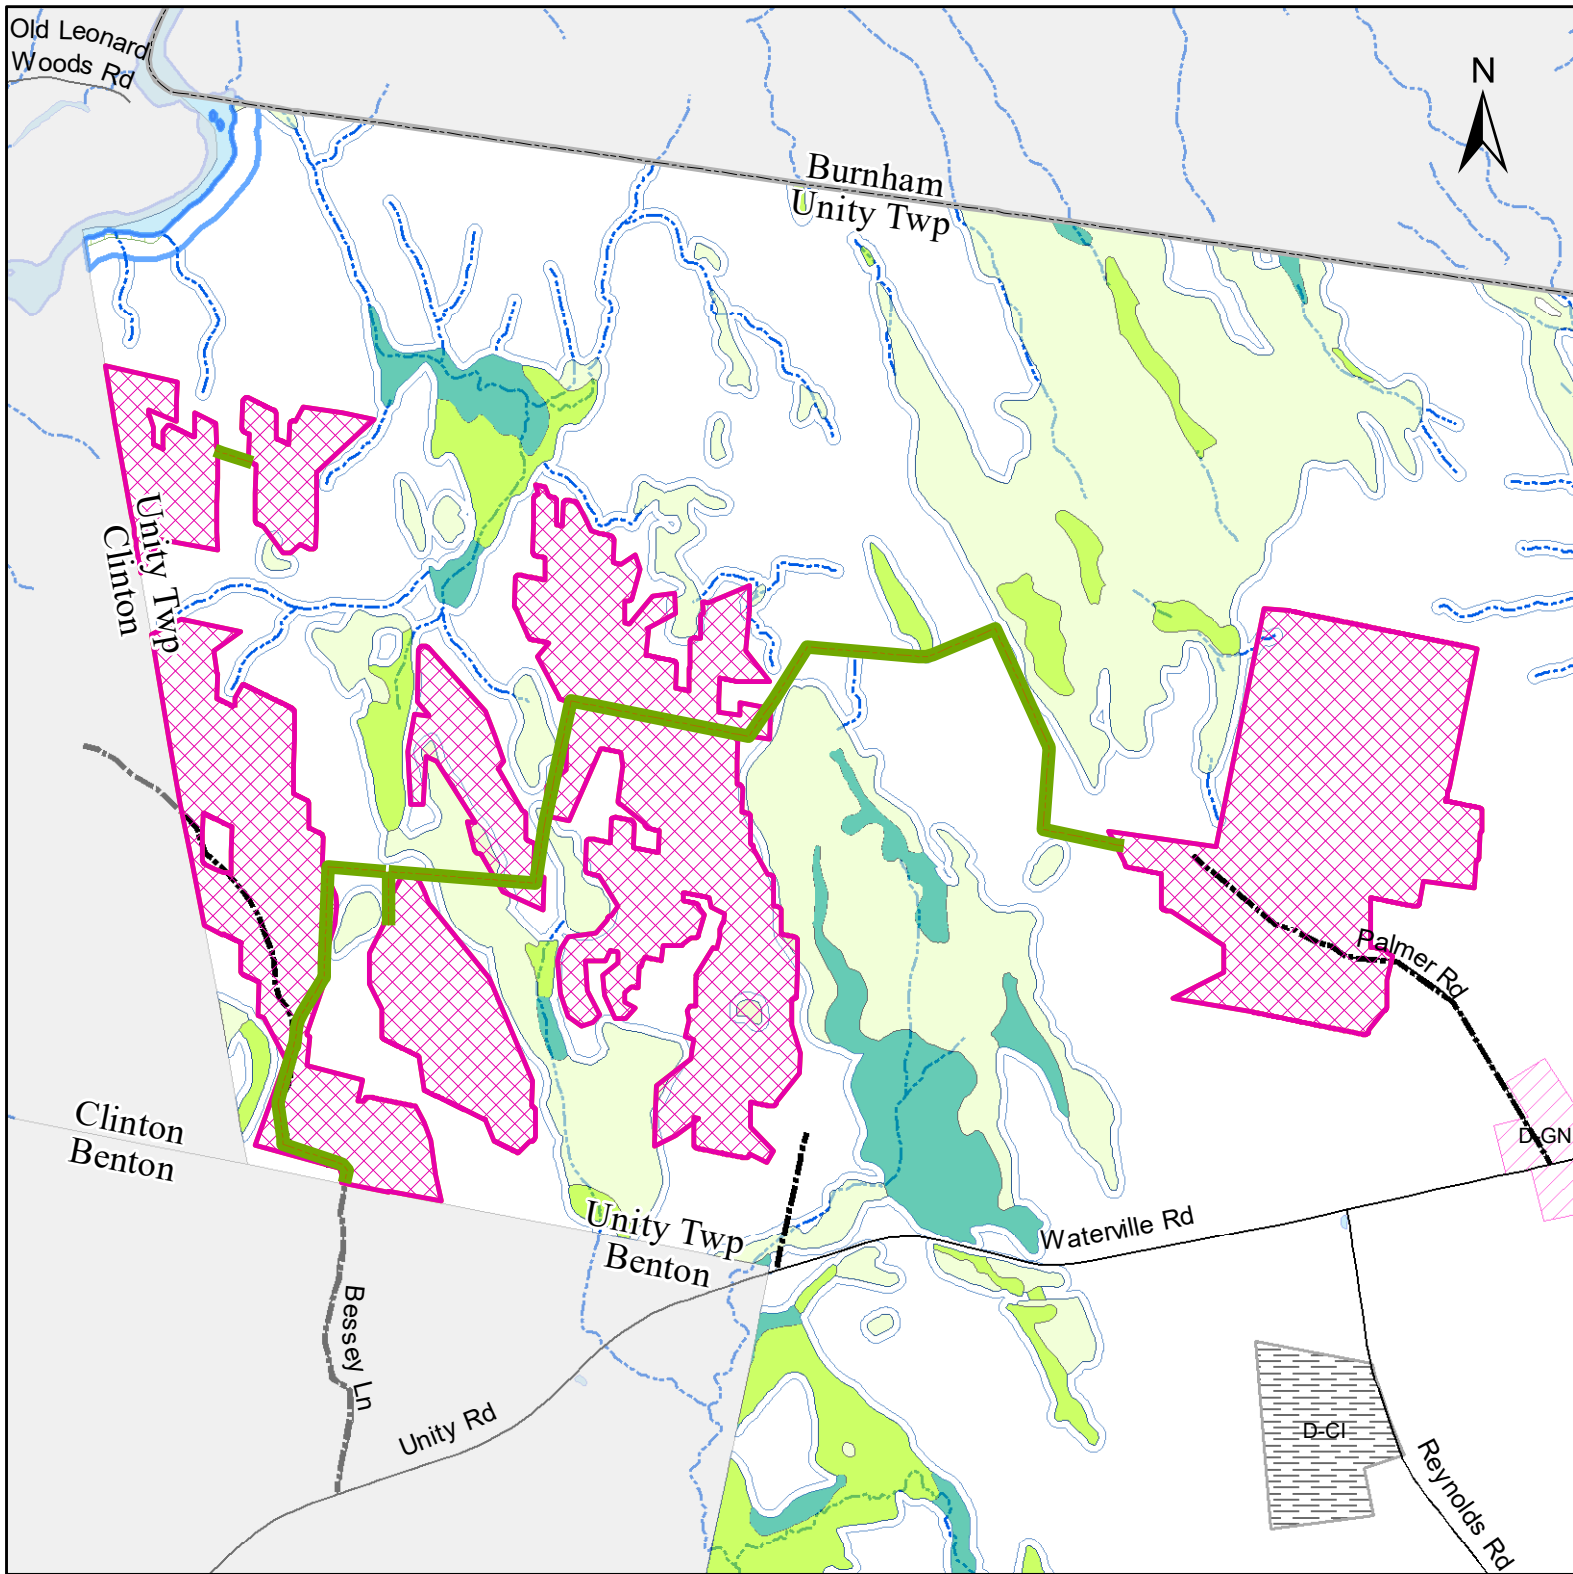 Old Leonard
Woods Rd
N
Burnham
Unity Twp
Unity Twp
Clinton
Palmer Rd
Clinton
Benton
D-GN
Unity Twp
Benton
Waterville Rd
Bessey Ln
Unity Rd
D-CI
Reynolds Rd